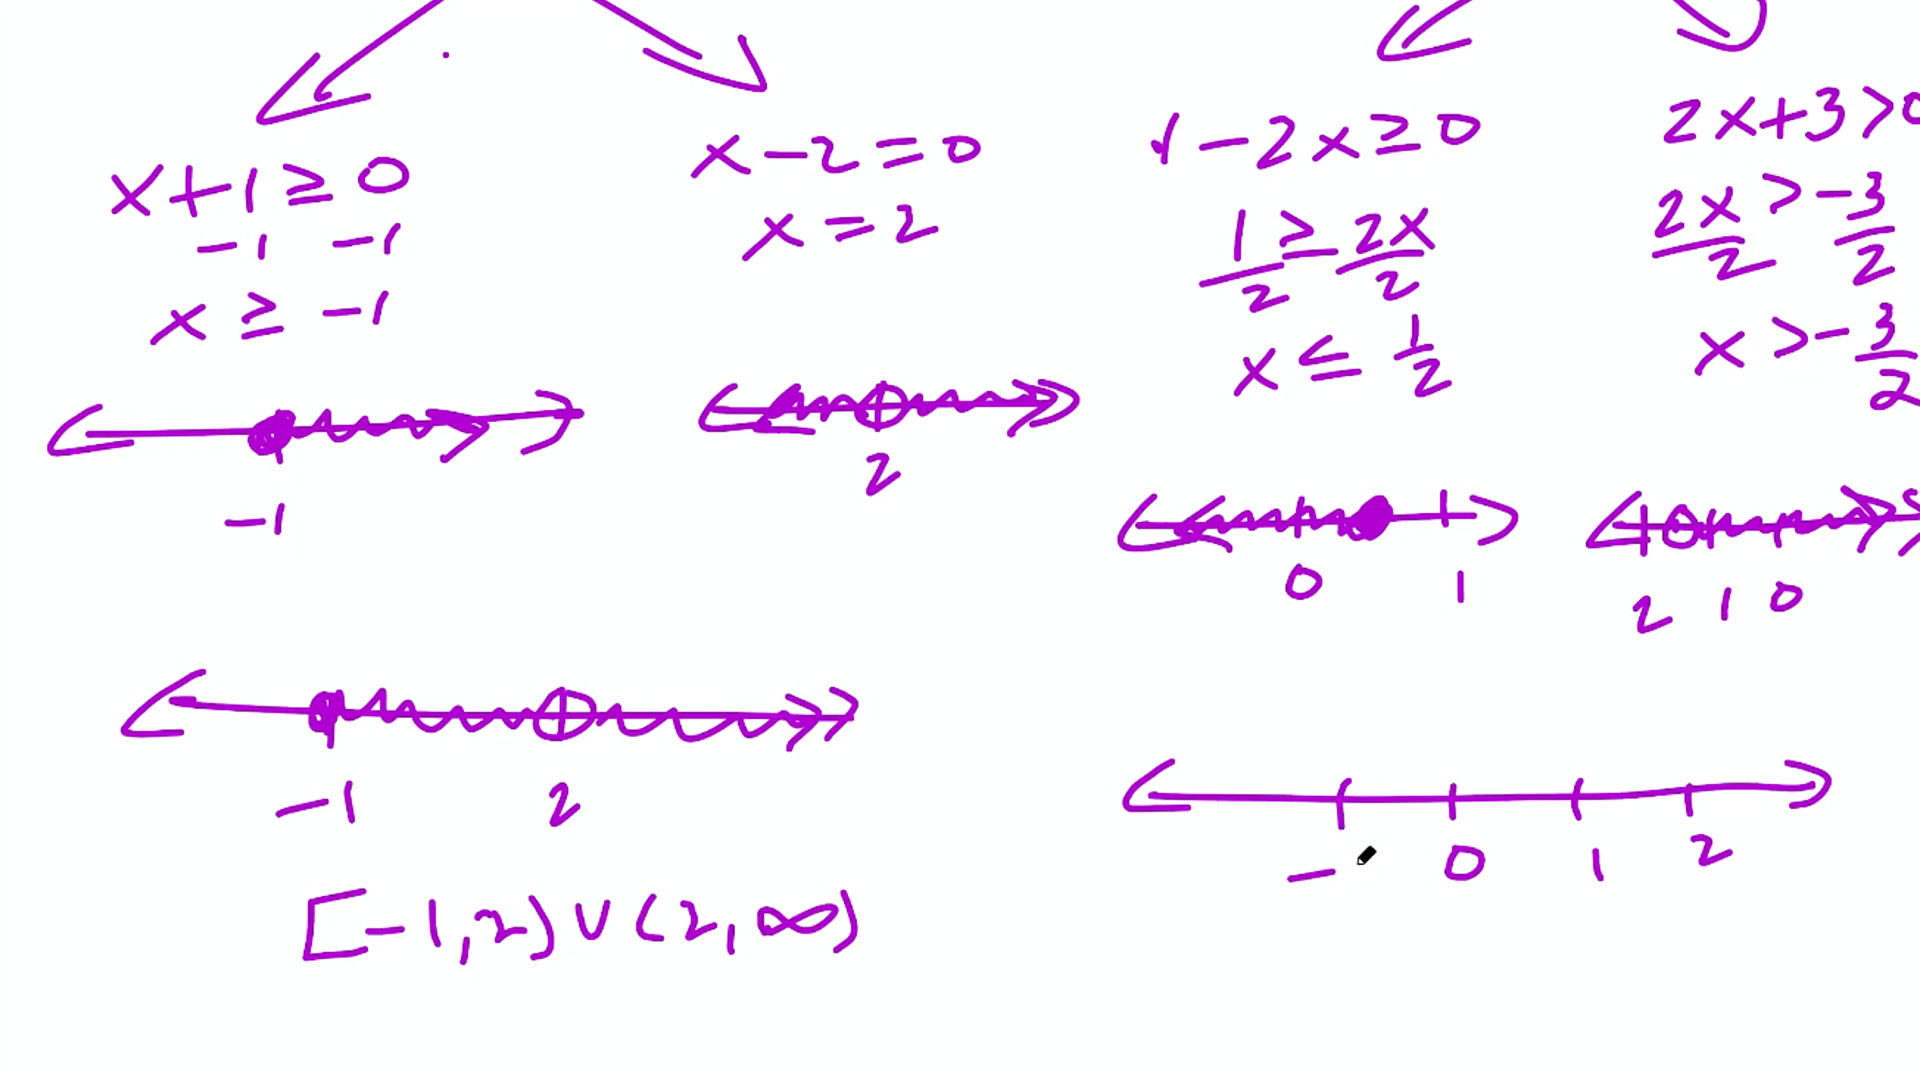 x+1≥0
-1 -1
x ≥ -1
-1
x-2=0
x=2
2
-1 2
[-1,2)∪(2,∞)
1-2x≥0
1/2 ≥ 2x/2
x ≤ 1/2
0 1
2x+3>0
2x/2 > -3/2
x > -3/2
2 1 0
- 0 1 2